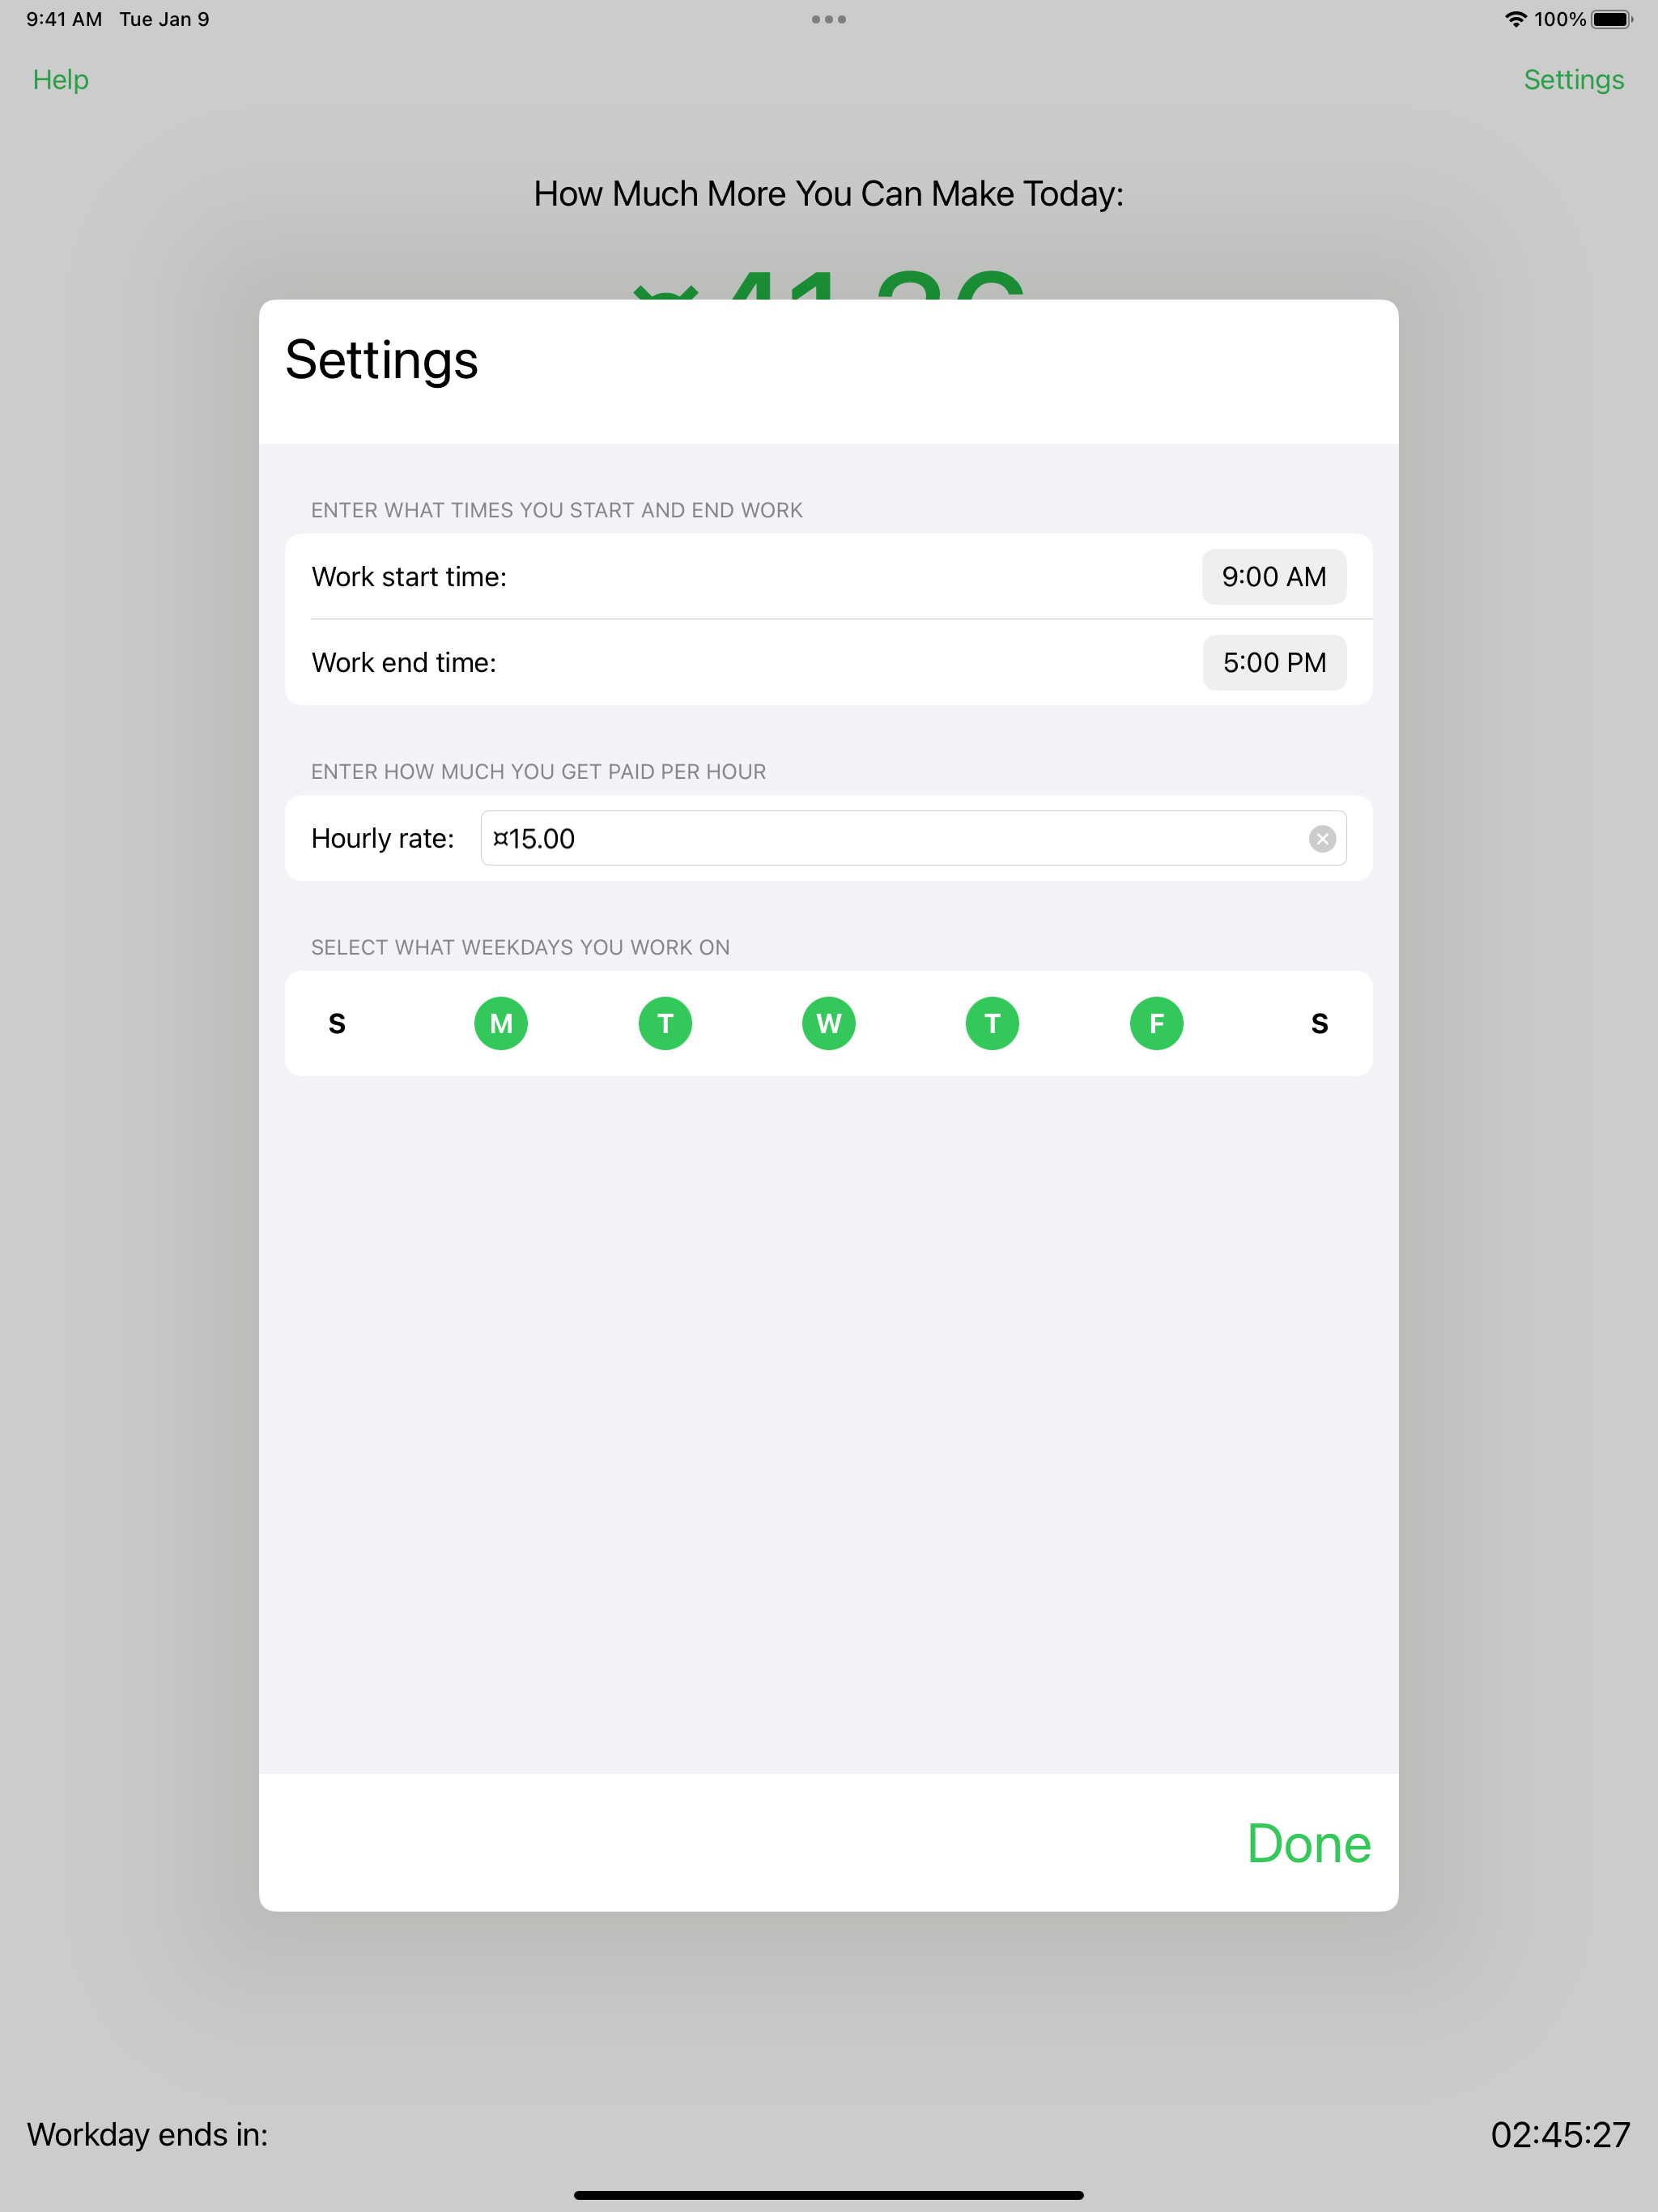 9:41 AM Tue Jan 9
100%
Help
Settings
How Much More You Can Make Today:
Settings
ENTER WHAT TIMES YOU START AND END WORK
Work start time:
9:00 AM
Work end time:
5:00 PM
ENTER HOW MUCH YOU GET PAID PER HOUR
Hourly rate:
¤15.00
SELECT WHAT WEEKDAYS YOU WORK ON
S M T W T F S
Done
Workday ends in:
02:45:27